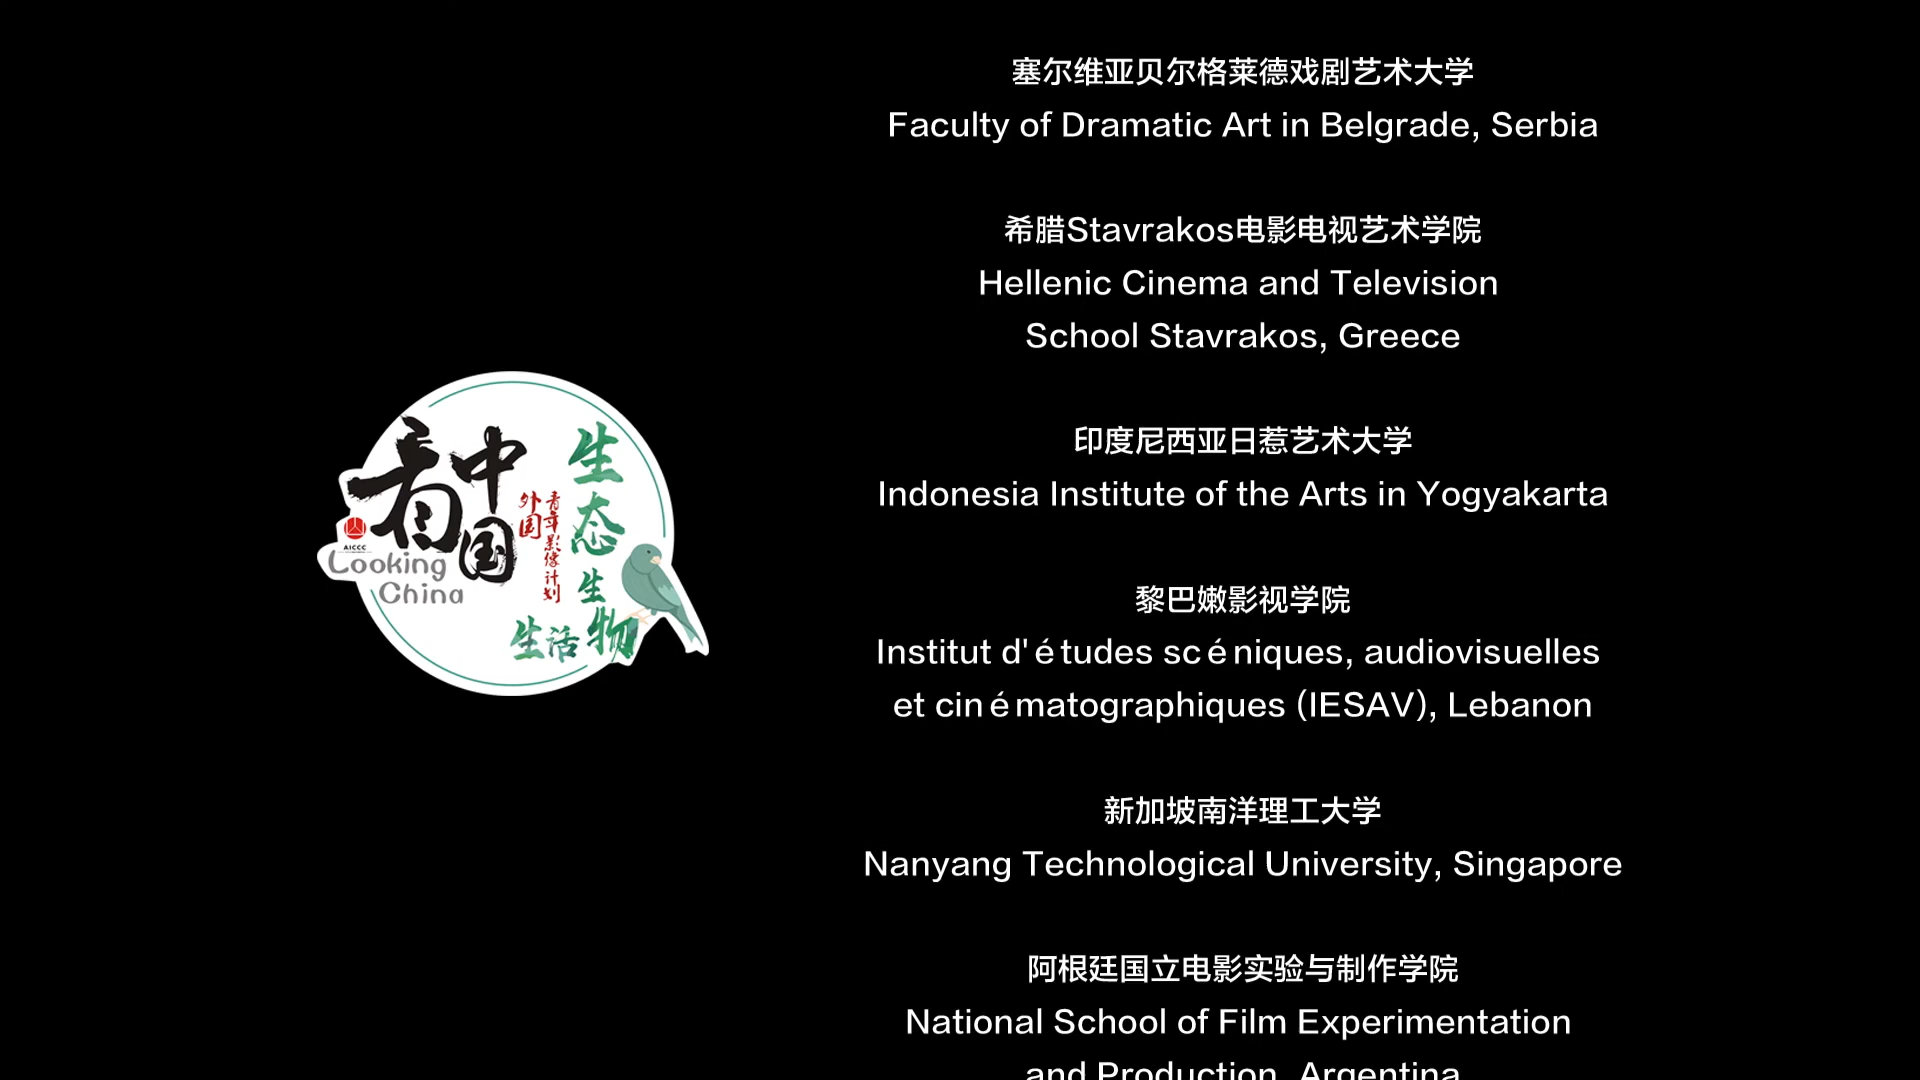 看中国
外国
青年影像计划
生态
生物
生活
AICCC
Looking
China
塞尔维亚贝尔格莱德戏剧艺术大学
Faculty of Dramatic Art in Belgrade, Serbia
希腊Stavrakos电影电视艺术学院
Hellenic Cinema and Television
School Stavrakos, Greece
印度尼西亚日惹艺术大学
Indonesia Institute of the Arts in Yogyakarta
黎巴嫩影视学院
Institut d'études scéniques, audiovisuelles
et cinématographiques (IESAV), Lebanon
新加坡南洋理工大学
Nanyang Technological University, Singapore
阿根廷国立电影实验与制作学院
National School of Film Experimentation
and Production, Argentina